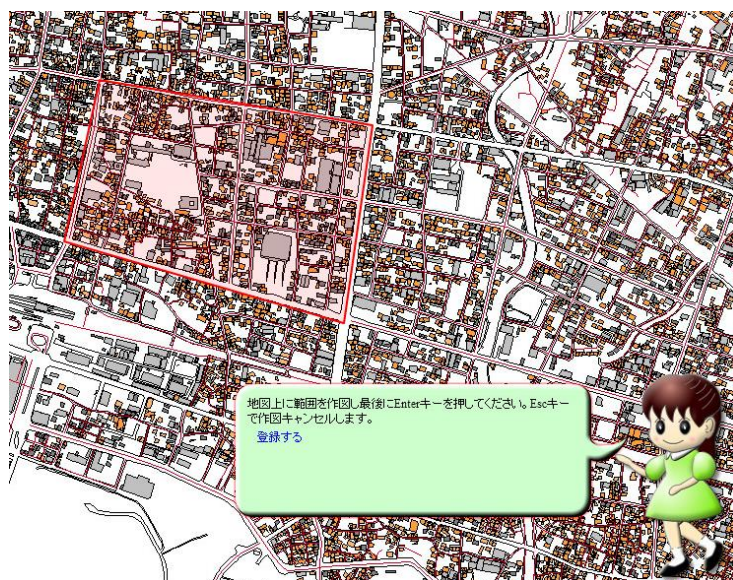 地図上に範囲を作図し最後にEnterキーを押してください。Escキー
で作図キャンセルします。
登録する